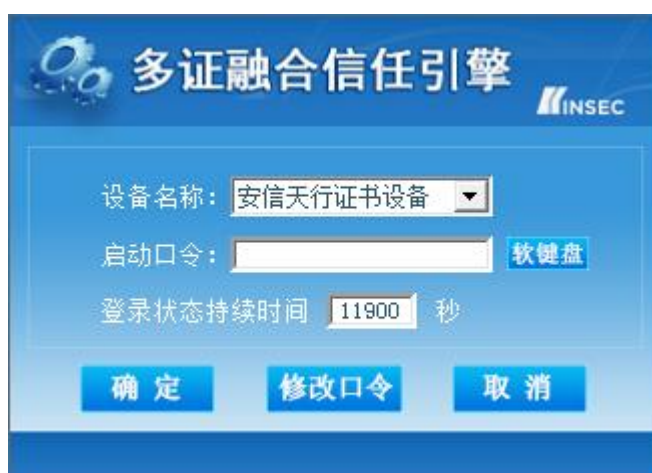 多证融合信任引擎
INSEC
设备名称：安信天行证书设备
启动口令： 软键盘
登录状态持续时间 11900 秒
确 定 修改口令 取 消